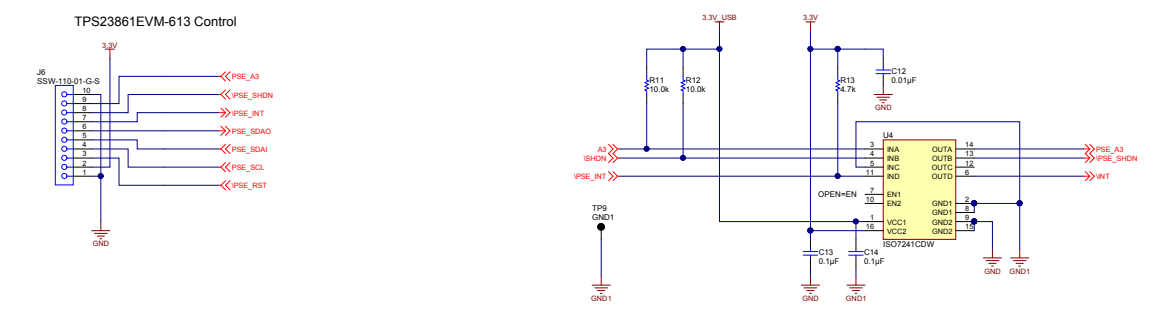 TPS23861EVM-613 Control
3.3V
J6
SSW-110-01-G-S
10
9
8
7
6
5
4
3
2
1
PSE_A3
\PSE_SHDN
\PSE_INT
PSE_SDAO
PSE_SDAI
PSE_SCL
\PSE_RST
GND
3.3V_USB
3.3V
R11
10.0k
R12
10.0k
R13
4.7k
C12
0.01µF
GND
A3
\SHDN
\PSE_INT
U4
3
4
5
11
INA
INB
INC
IND
OUTA
OUTB
OUTC
OUTD
14
13
12
6
PSE_A3
\PSE_SHDN
\INT
OPEN=EN
7
10
EN1
EN2
1
16
VCC1
VCC2
GND1
GND1
GND2
GND2
2
8
9
15
ISO7241CDW
TP9
GND1
GND1
C13
0.1µF
GND
C14
0.1µF
GND1
GND
GND1